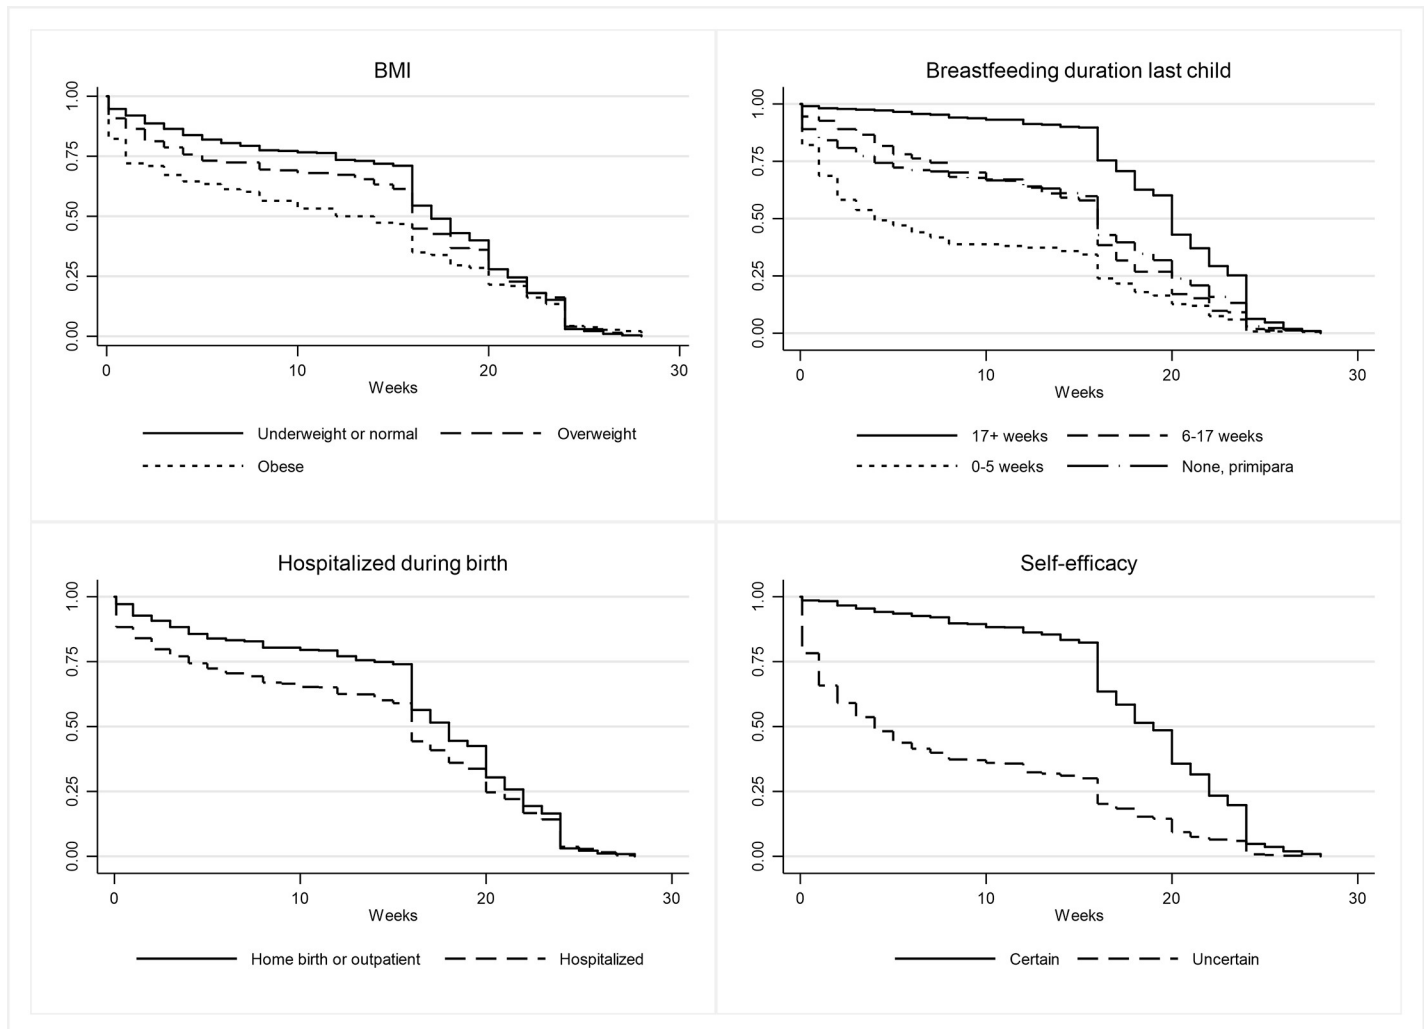 BMI
1.00
0.75
0.50
0.25
0.00
0 10 20 30
Weeks
Underweight or normal Overweight
Obese
Breastfeeding duration last child
1.00
0.75
0.50
0.25
0.00
0 10 20 30
Weeks
17+ weeks 6-17 weeks
0-5 weeks None, primipara
Hospitalized during birth
1.00
0.75
0.50
0.25
0.00
0 10 20 30
Weeks
Home birth or outpatient Hospitalized
Self-efficacy
1.00
0.75
0.50
0.25
0.00
0 10 20 30
Weeks
Certain Uncertain